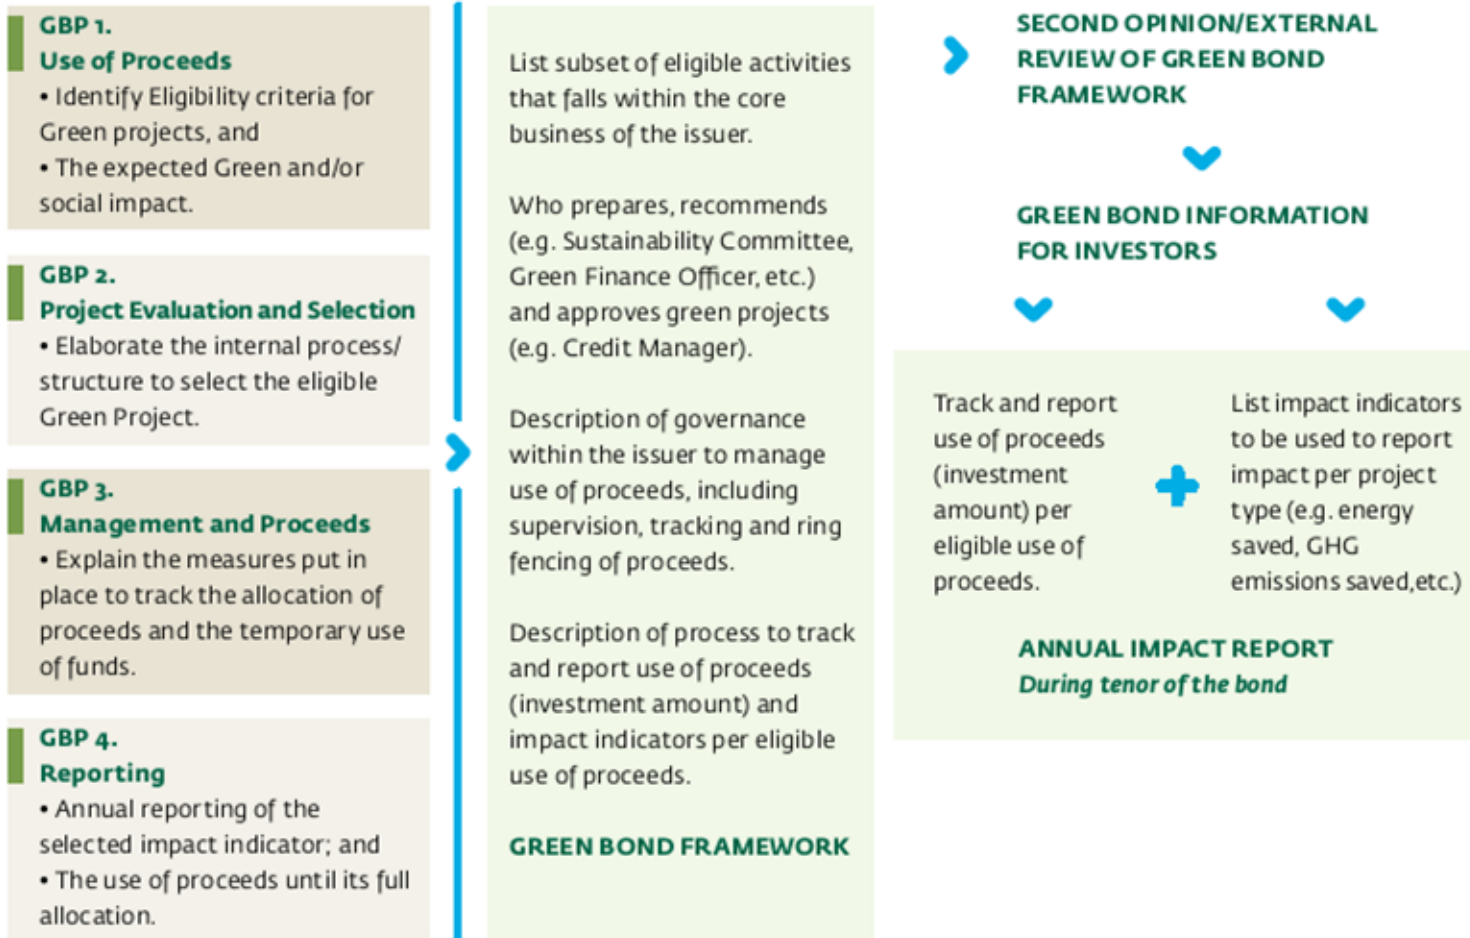 GBP 1.
Use of Proceeds
• Identify Eligibility criteria for
Green projects, and
• The expected Green and/or
social impact.
GBP 2.
Project Evaluation and Selection
• Elaborate the internal process/
structure to select the eligible
Green Project.
GBP 3.
Management and Proceeds
• Explain the measures put in
place to track the allocation of
proceeds and the temporary use
of funds.
GBP 4.
Reporting
• Annual reporting of the
selected impact indicator; and
• The use of proceeds until its full
allocation.
List subset of eligible activities
that falls within the core
business of the issuer.
Who prepares, recommends
(e.g. Sustainability Committee,
Green Finance Officer, etc.)
and approves green projects
(e.g. Credit Manager).
Description of governance
within the issuer to manage
use of proceeds, including
supervision, tracking and ring
fencing of proceeds.
Description of process to track
and report use of proceeds
(investment amount) and
impact indicators per eligible
use of proceeds.
GREEN BOND FRAMEWORK
SECOND OPINION/EXTERNAL
REVIEW OF GREEN BOND
FRAMEWORK
GREEN BOND INFORMATION
FOR INVESTORS
Track and report
use of proceeds
(investment
amount) per
eligible use of
proceeds.
List impact indicators
to be used to report
impact per project
type (e.g. energy
saved, GHG
emissions saved,etc.)
ANNUAL IMPACT REPORT
During tenor of the bond